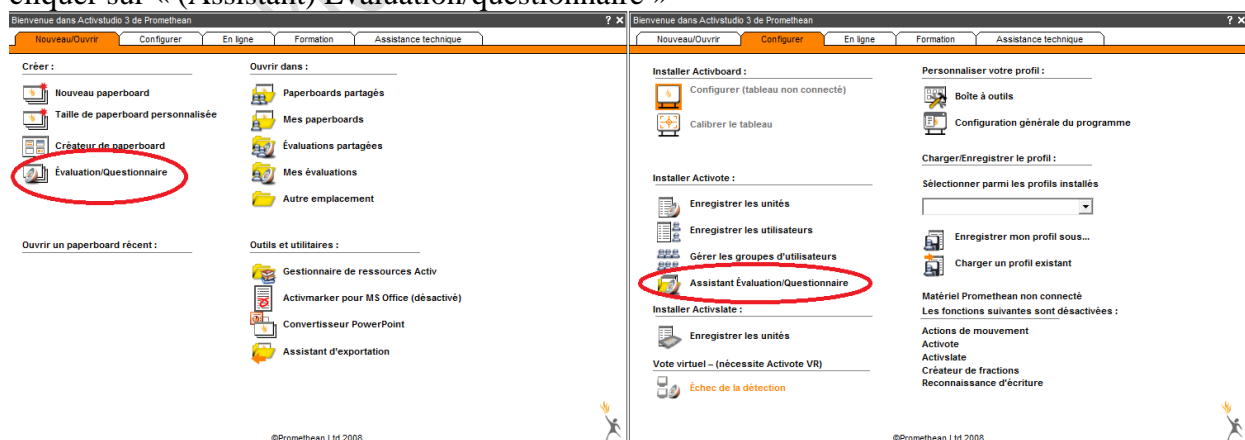 cliquer sur « (Assistant) Évaluation/questionnaire »
Bienvenue dans Activstudio 3 de Promethean
Nouveau/Ouvrir Configurer En ligne Formation Assistance technique
Créer :
Nouveau paperboard
Taille de paperboard personnalisée
Créateur de paperboard
Évaluation/Questionnaire
Ouvrir un paperboard récent :
Ouvrir dans :
Paperboards partagés
Mes paperboards
Évaluations partagées
Mes évaluations
Autre emplacement
Outils et utilitaires :
Gestionnaire de ressources Activ
Activmarker pour MS Office (désactivé)
Convertisseur PowerPoint
Assistant d'exportation
©Promethean Ltd 2008
Bienvenue dans Activstudio 3 de Promethean
Nouveau/Ouvrir Configurer En ligne Formation Assistance technique
Installer Activboard :
Configurer (tableau non connecté)
Calibrer le tableau
Installer Activote :
Enregistrer les unités
Enregistrer les utilisateurs
Gérer les groupes d'utilisateurs
Assistant Évaluation/Questionnaire
Installer Activslate :
Enregistrer les unités
Vote virtuel – (nécessite Activote VR)
Échec de la détection
Personnaliser votre profil :
Boîte à outils
Configuration générale du programme
Charger/Enregistrer le profil :
Sélectionner parmi les profils installés
Enregistrer mon profil sous...
Charger un profil existant
Matériel Promethean non connecté
Les fonctions suivantes sont désactivées :
Actions de mouvement
Activote
Activslate
Créateur de fractions
Reconnaissance d'écriture
©Promethean Ltd 2008